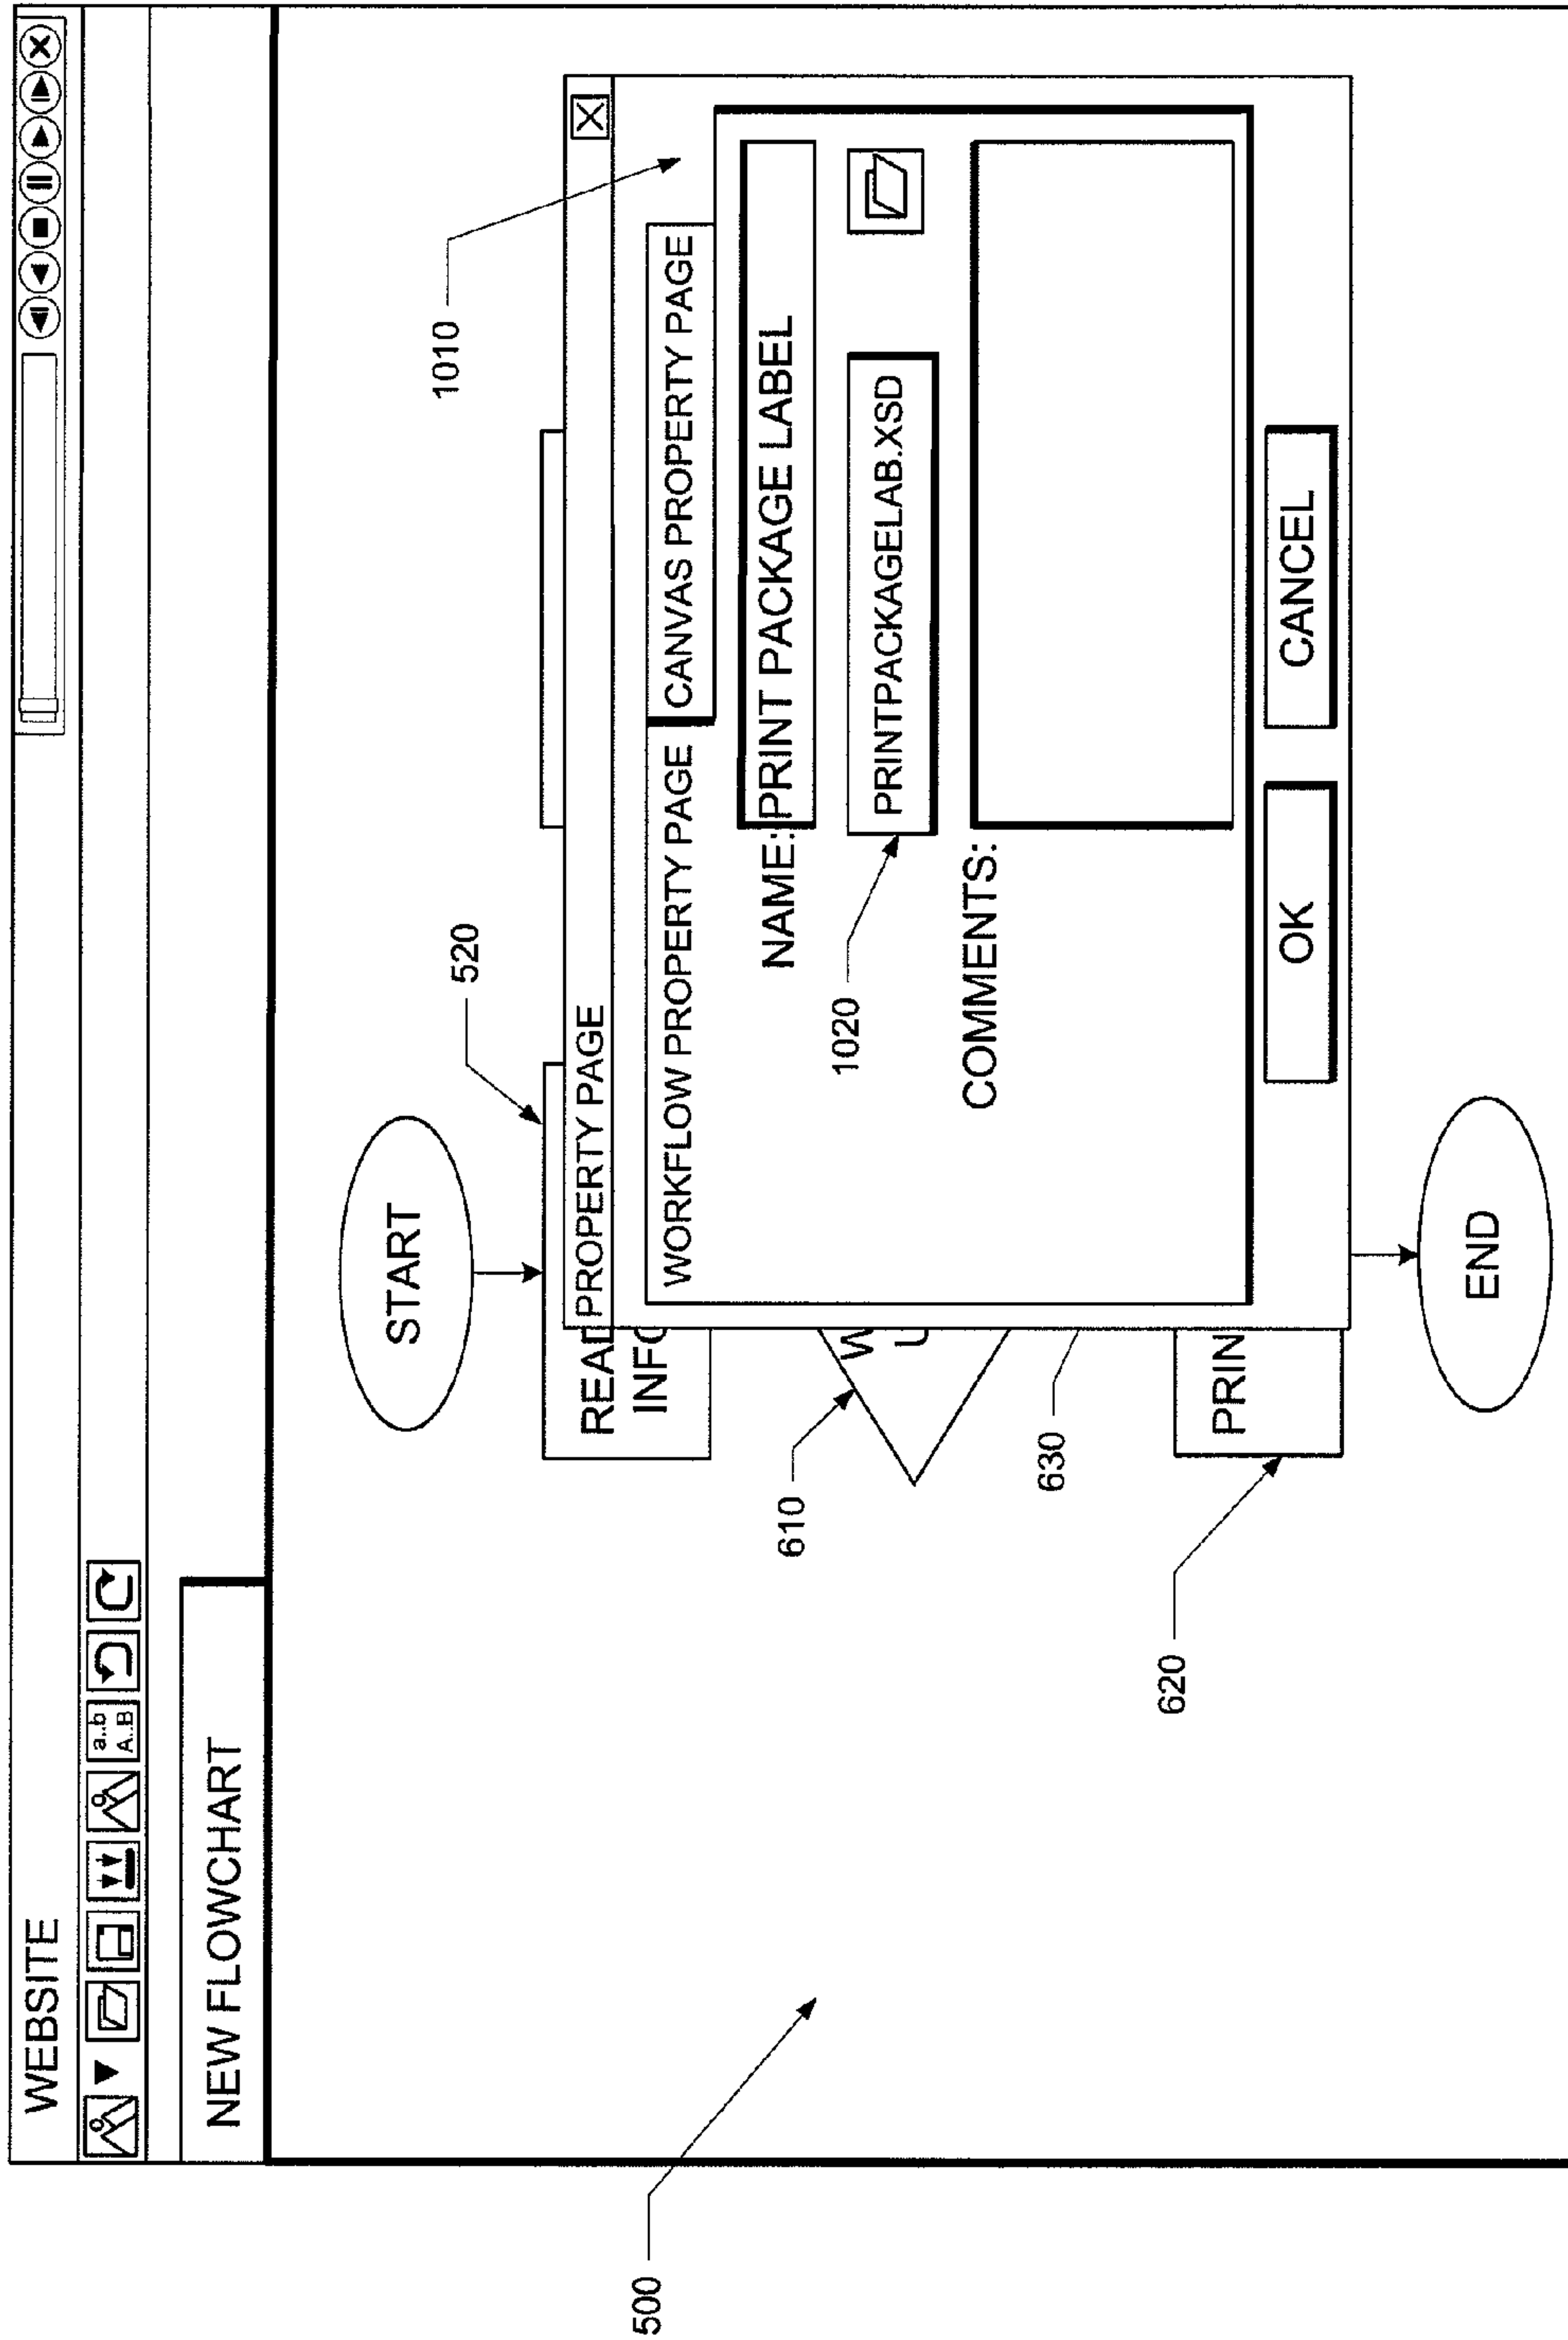 WEBSITE
a..b
A..B
NEW FLOWCHART
START
520
1010
READ
INFO
PROPERTY PAGE
WORKFLOW PROPERTY PAGE
CANVAS PROPERTY PAGE
NAME:
PRINT PACKAGE LABEL
1020
PRINTPACKAGELAB.XSD
COMMENTS:
OK
CANCEL
500
610
W
630
620
PRIN
END